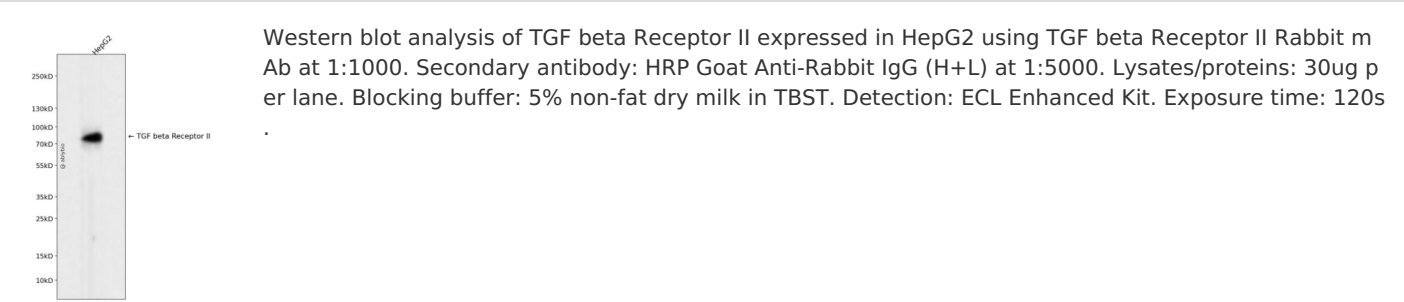 HepG2
250kD
130kD
100kD
70kD
55kD
35kD
25kD
15kD
10kD
← TGF beta Receptor II
Western blot analysis of TGF beta Receptor II expressed in HepG2 using TGF beta Receptor II Rabbit m
Ab at 1:1000. Secondary antibody: HRP Goat Anti-Rabbit IgG (H+L) at 1:5000. Lysates/proteins: 30ug p
er lane. Blocking buffer: 5% non-fat dry milk in TBST. Detection: ECL Enhanced Kit. Exposure time: 120s
.